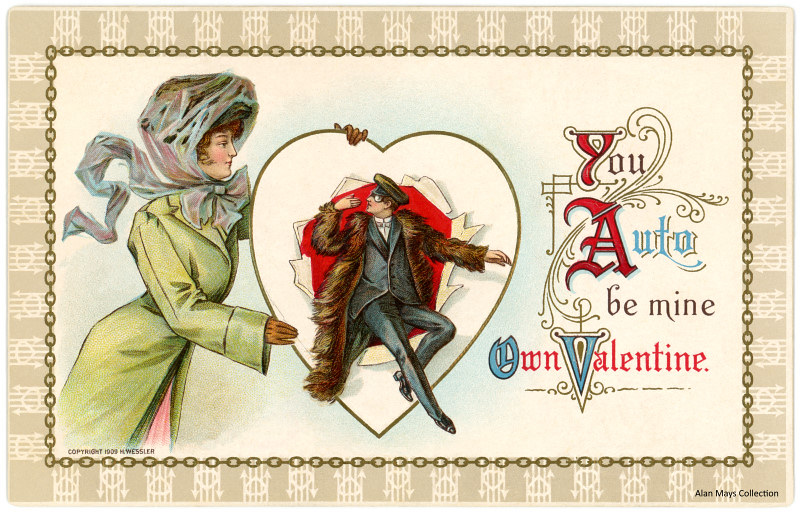 You
Auto
be mine
Own Valentine.
COPYRIGHT 1909 H.WESSLER
Alan Mays Collection